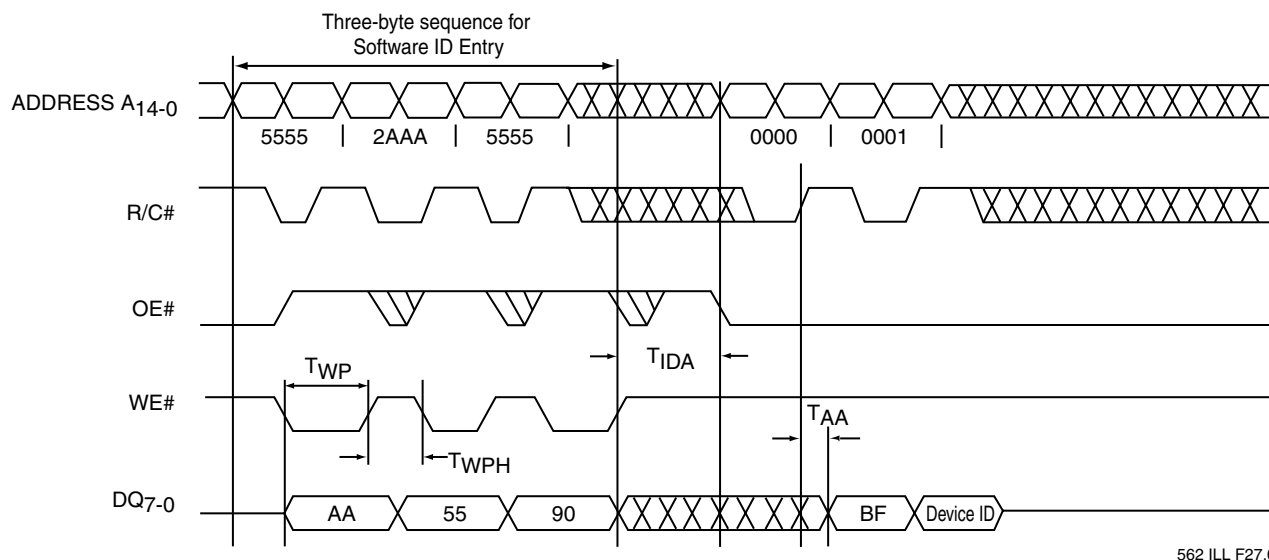 Three-byte sequence for
Software ID Entry
ADDRESS A14-0
5555 2AAA 5555 0000 0001
R/C#
OE#
TIDA
TWP
WE#
TAA
TWPH
DQ7-0
AA 55 90 BF Device ID